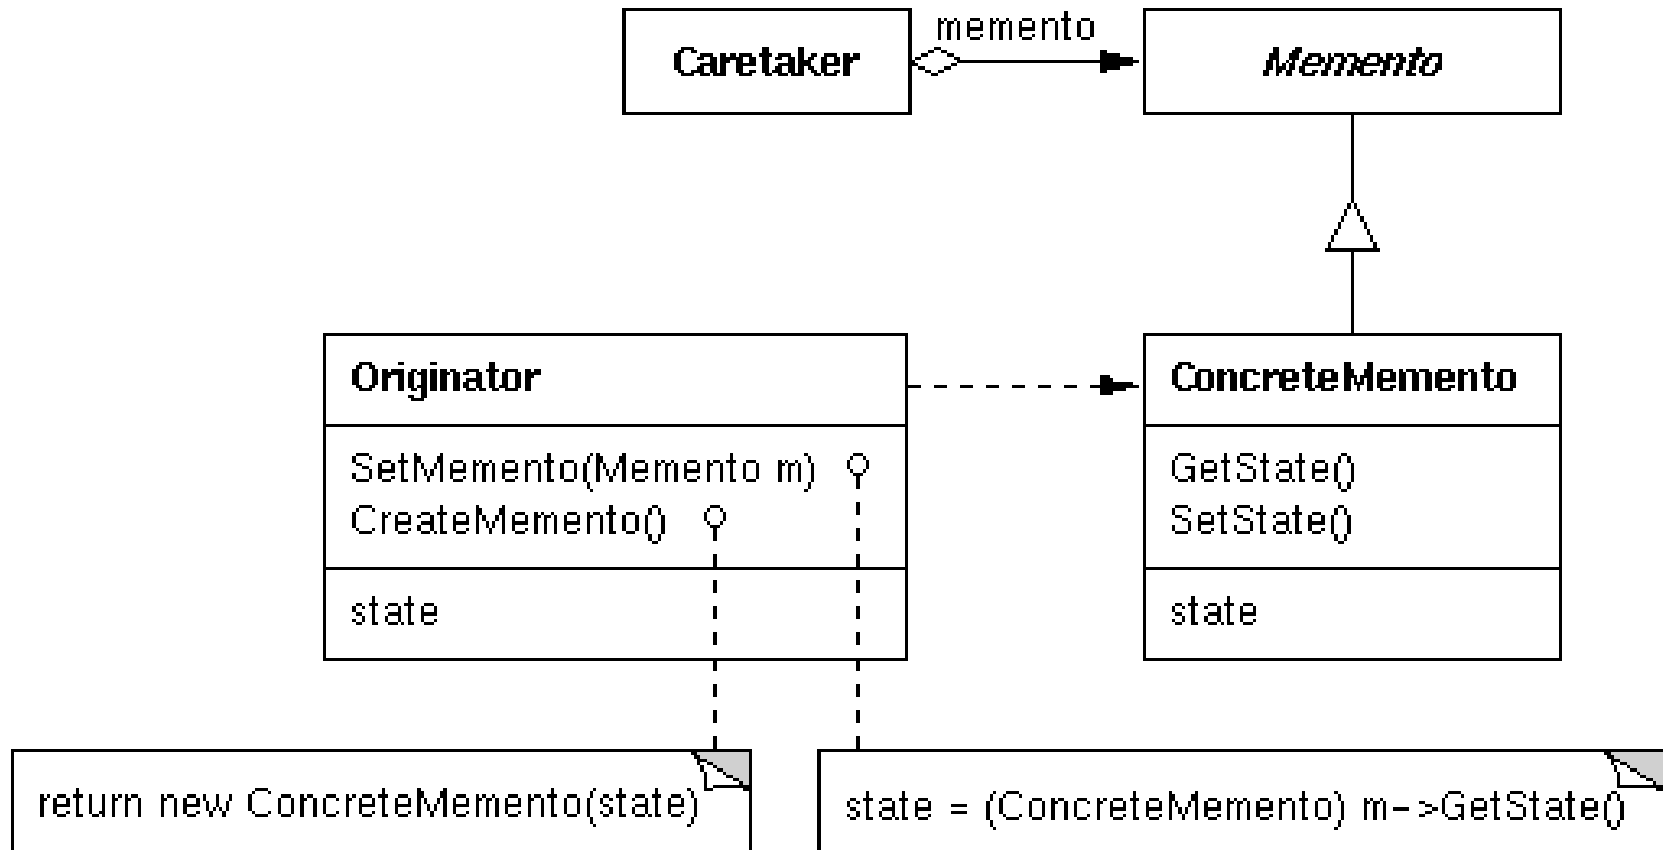 memento
Caretaker
Memento
Originator
SetMemento(Memento m)
CreateMemento()
state
ConcreteMemento
GetState()
SetState()
state
return new ConcreteMemento(state)
state = (ConcreteMemento) m->GetState()